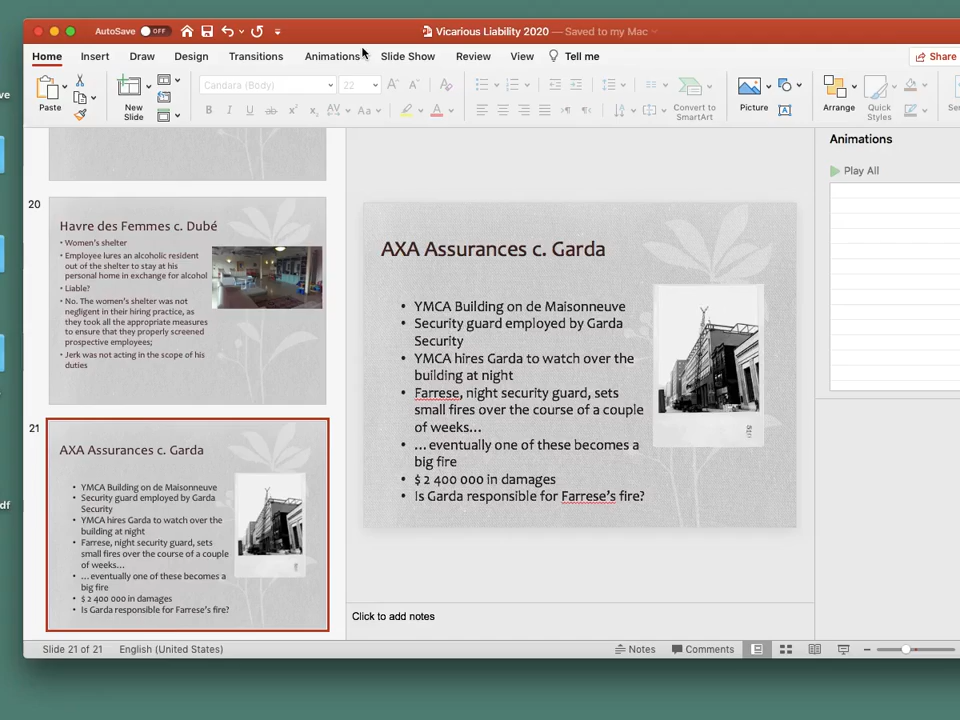 AutoSave OFF
Vicarious Liability 2020 — Saved to my Mac
Home Insert Draw Design Transitions Animations Slide Show Review View Tell me Share
Paste
New
Slide
Candara (Body) 22
Convert to
SmartArt
Picture
Arrange
Quick
Styles
20
Havre des Femmes c. Dubé
• Women's shelter
• Employee lures an alcoholic resident
out of the shelter to stay at his
personal home in exchange for alcohol
• Liable?
• No. The women's shelter was not
negligent in their hiring practice, as
they took all the appropriate measures
to ensure that they properly screened
prospective employees;
• Jerk was not acting in the scope of his
duties
21
AXA Assurances c. Garda
• YMCA Building on de Maisonneuve
• Security guard employed by Garda
Security
• YMCA hires Garda to watch over the
building at night
• Farrese, night security guard, sets
small fires over the course of a couple
of weeks…
• …eventually one of these becomes a
big fire
• $ 2 400 000 in damages
• Is Garda responsible for Farrese's fire?
AXA Assurances c. Garda
• YMCA Building on de Maisonneuve
• Security guard employed by Garda
Security
• YMCA hires Garda to watch over the
building at night
• Farrese, night security guard, sets
small fires over the course of a couple
of weeks…
• …eventually one of these becomes a
big fire
• $ 2 400 000 in damages
• Is Garda responsible for Farrese's fire?
Click to add notes
Animations
Play All
Slide 21 of 21 English (United States) Notes Comments